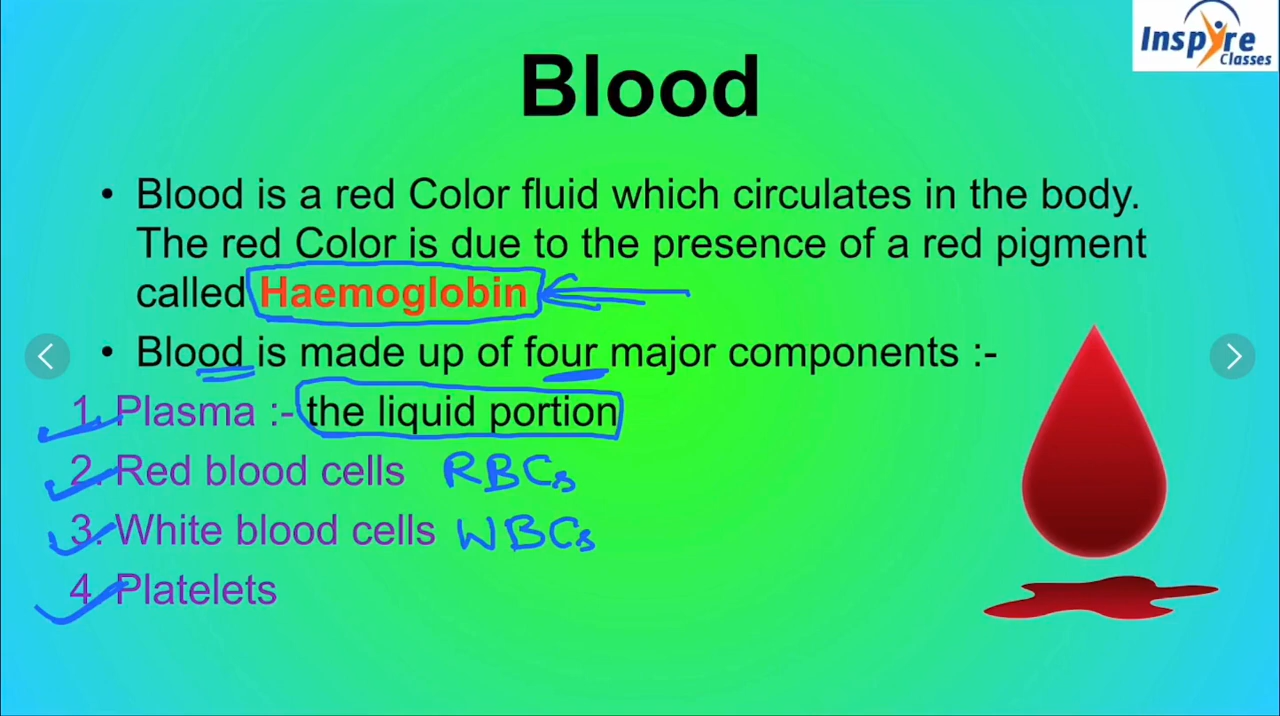 Inspire
Classes
Blood
• Blood is a red Color fluid which circulates in the body.
The red Color is due to the presence of a red pigment
called Haemoglobin
• Blood is made up of four major components :-
1. Plasma :- the liquid portion
2. Red blood cells RBCs
3. White blood cells WBCs
4. Platelets